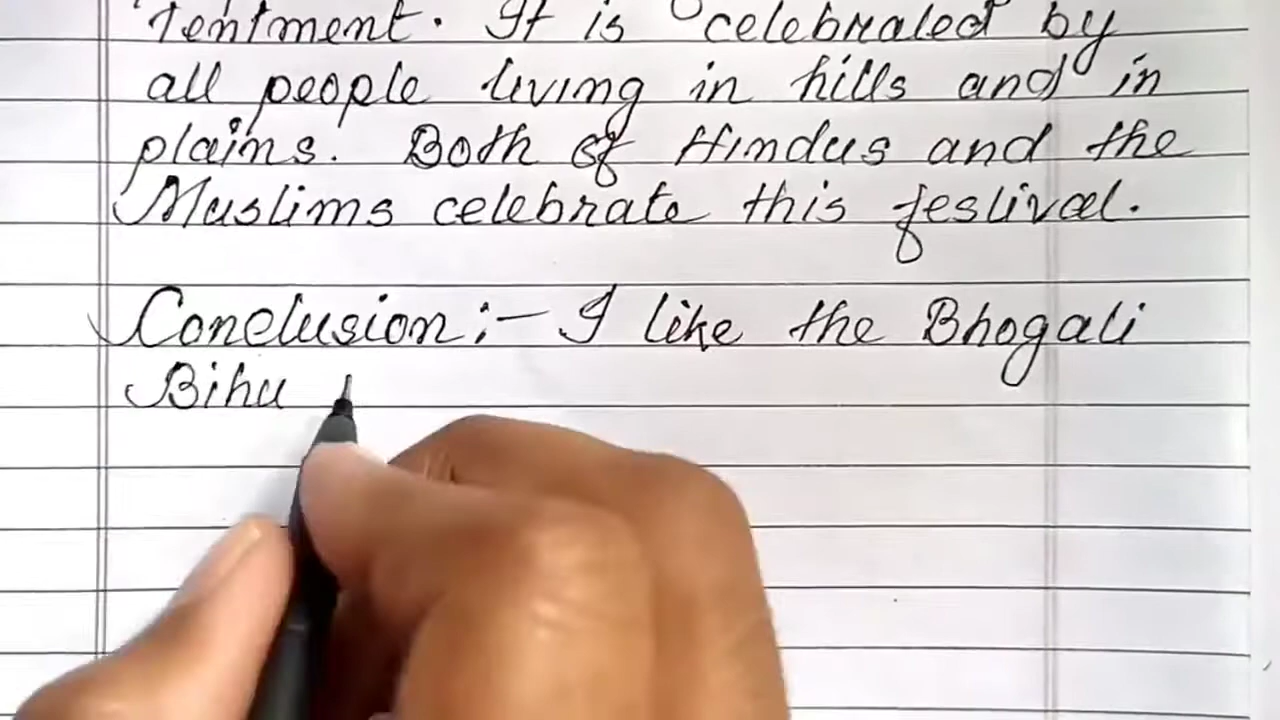 tentment. It is celebrated by
all people living in hills and in
plains. Both of Hindus and the
Muslims celebrate this festival.
Conclusion :- I like the Bhogali
Bihu